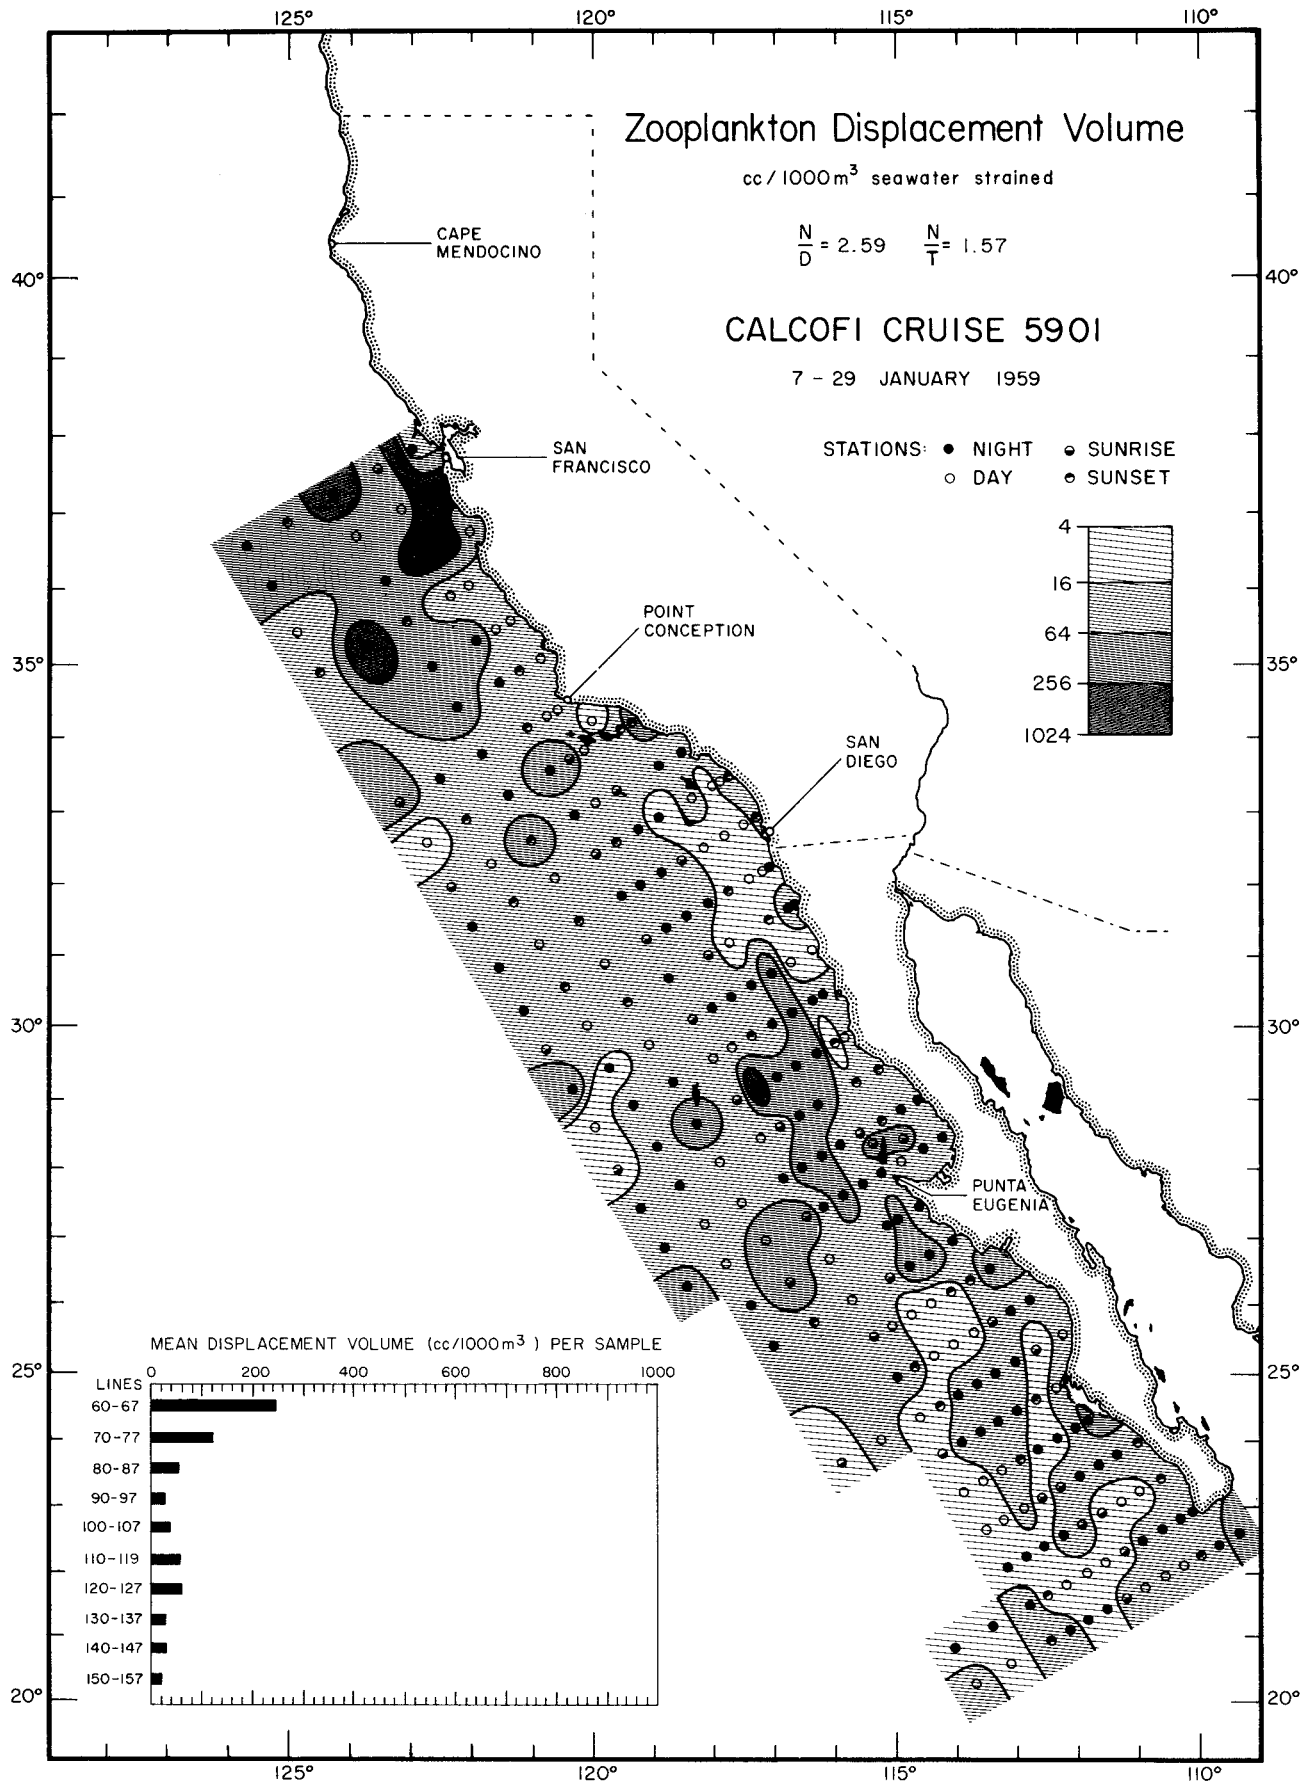 125° 120° 115° 110°
Zooplankton Displacement Volume
cc/1000m³ seawater strained
N/D = 2.59 N/T = 1.57
CALCOFI CRUISE 5901
7 - 29 JANUARY 1959
STATIONS: ● NIGHT SUNRISE
○ DAY SUNSET
4
16
64
256
1024
CAPE
MENDOCINO
40° 40°
SAN
FRANCISCO
POINT
CONCEPTION
35° 35°
SAN
DIEGO
30° 30°
PUNTA
EUGENIA
25° 25°
MEAN DISPLACEMENT VOLUME (cc/1000m³) PER SAMPLE
0 200 400 600 800 1000
LINES
60-67
70-77
80-87
90-97
100-107
110-119
120-127
130-137
140-147
150-157
20° 20°
125° 120° 115° 110°